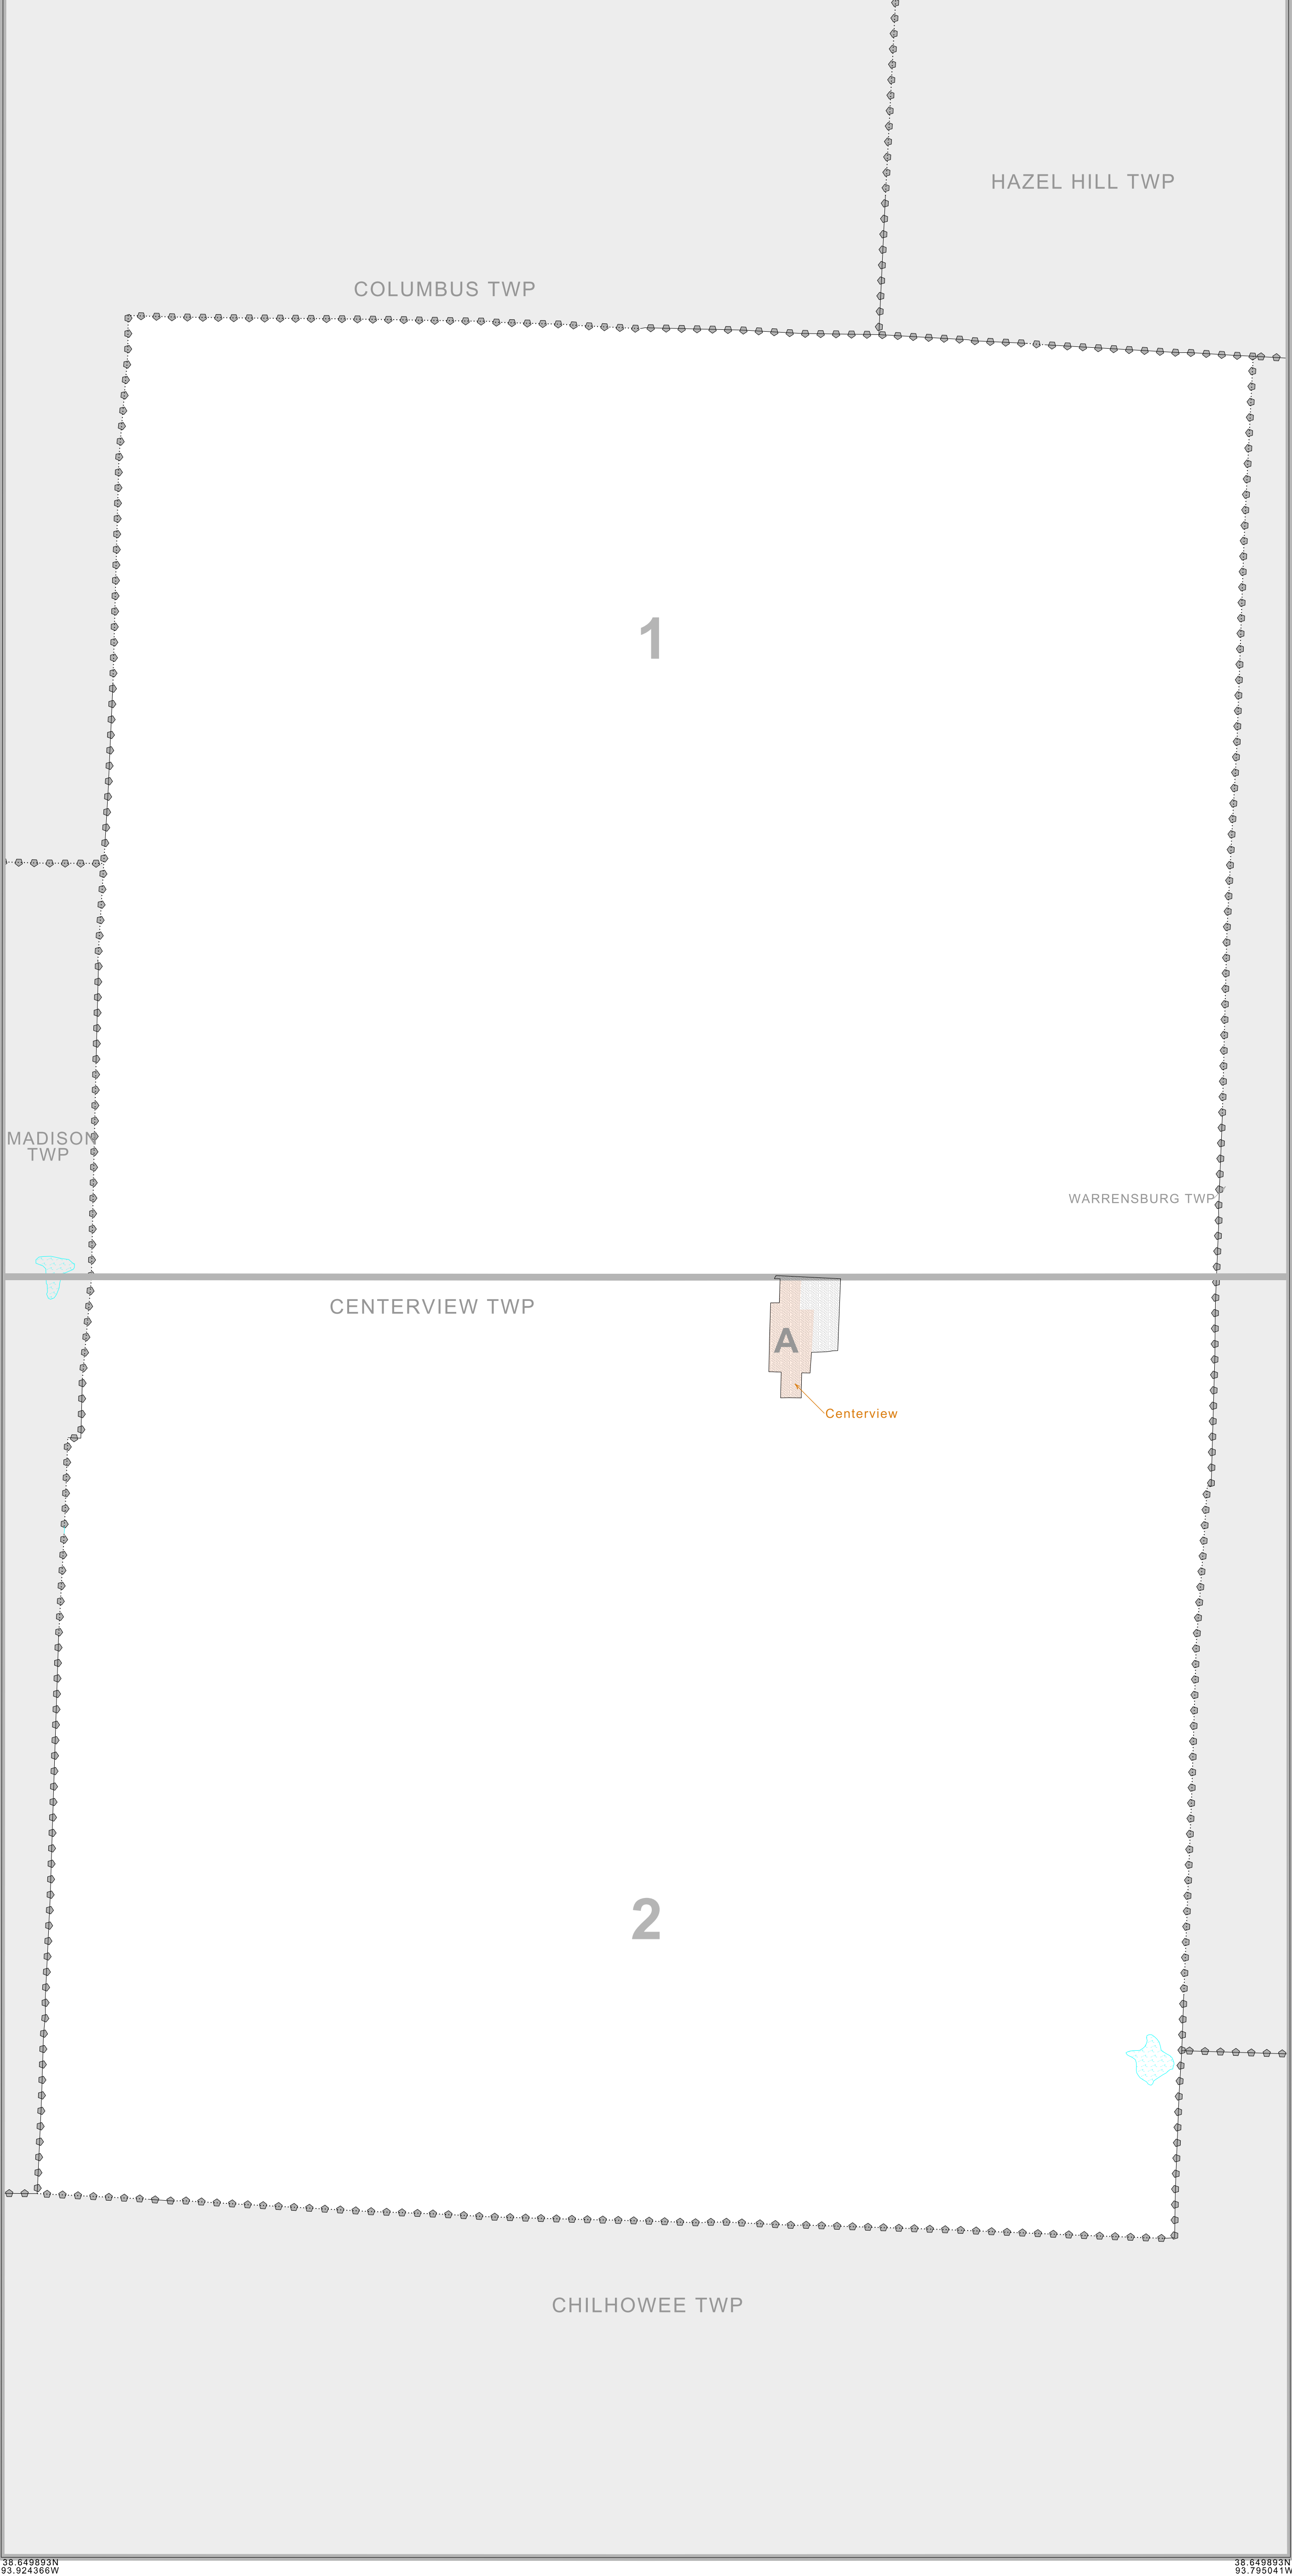 HAZEL HILL TWP
COLUMBUS TWP
1
MADISON
TWP
WARRENSBURG TWP
CENTERVIEW TWP
A
Centerview
2
CHILHOWEE TWP
38.649893N
93.924366W
38.649893N
93.795041W